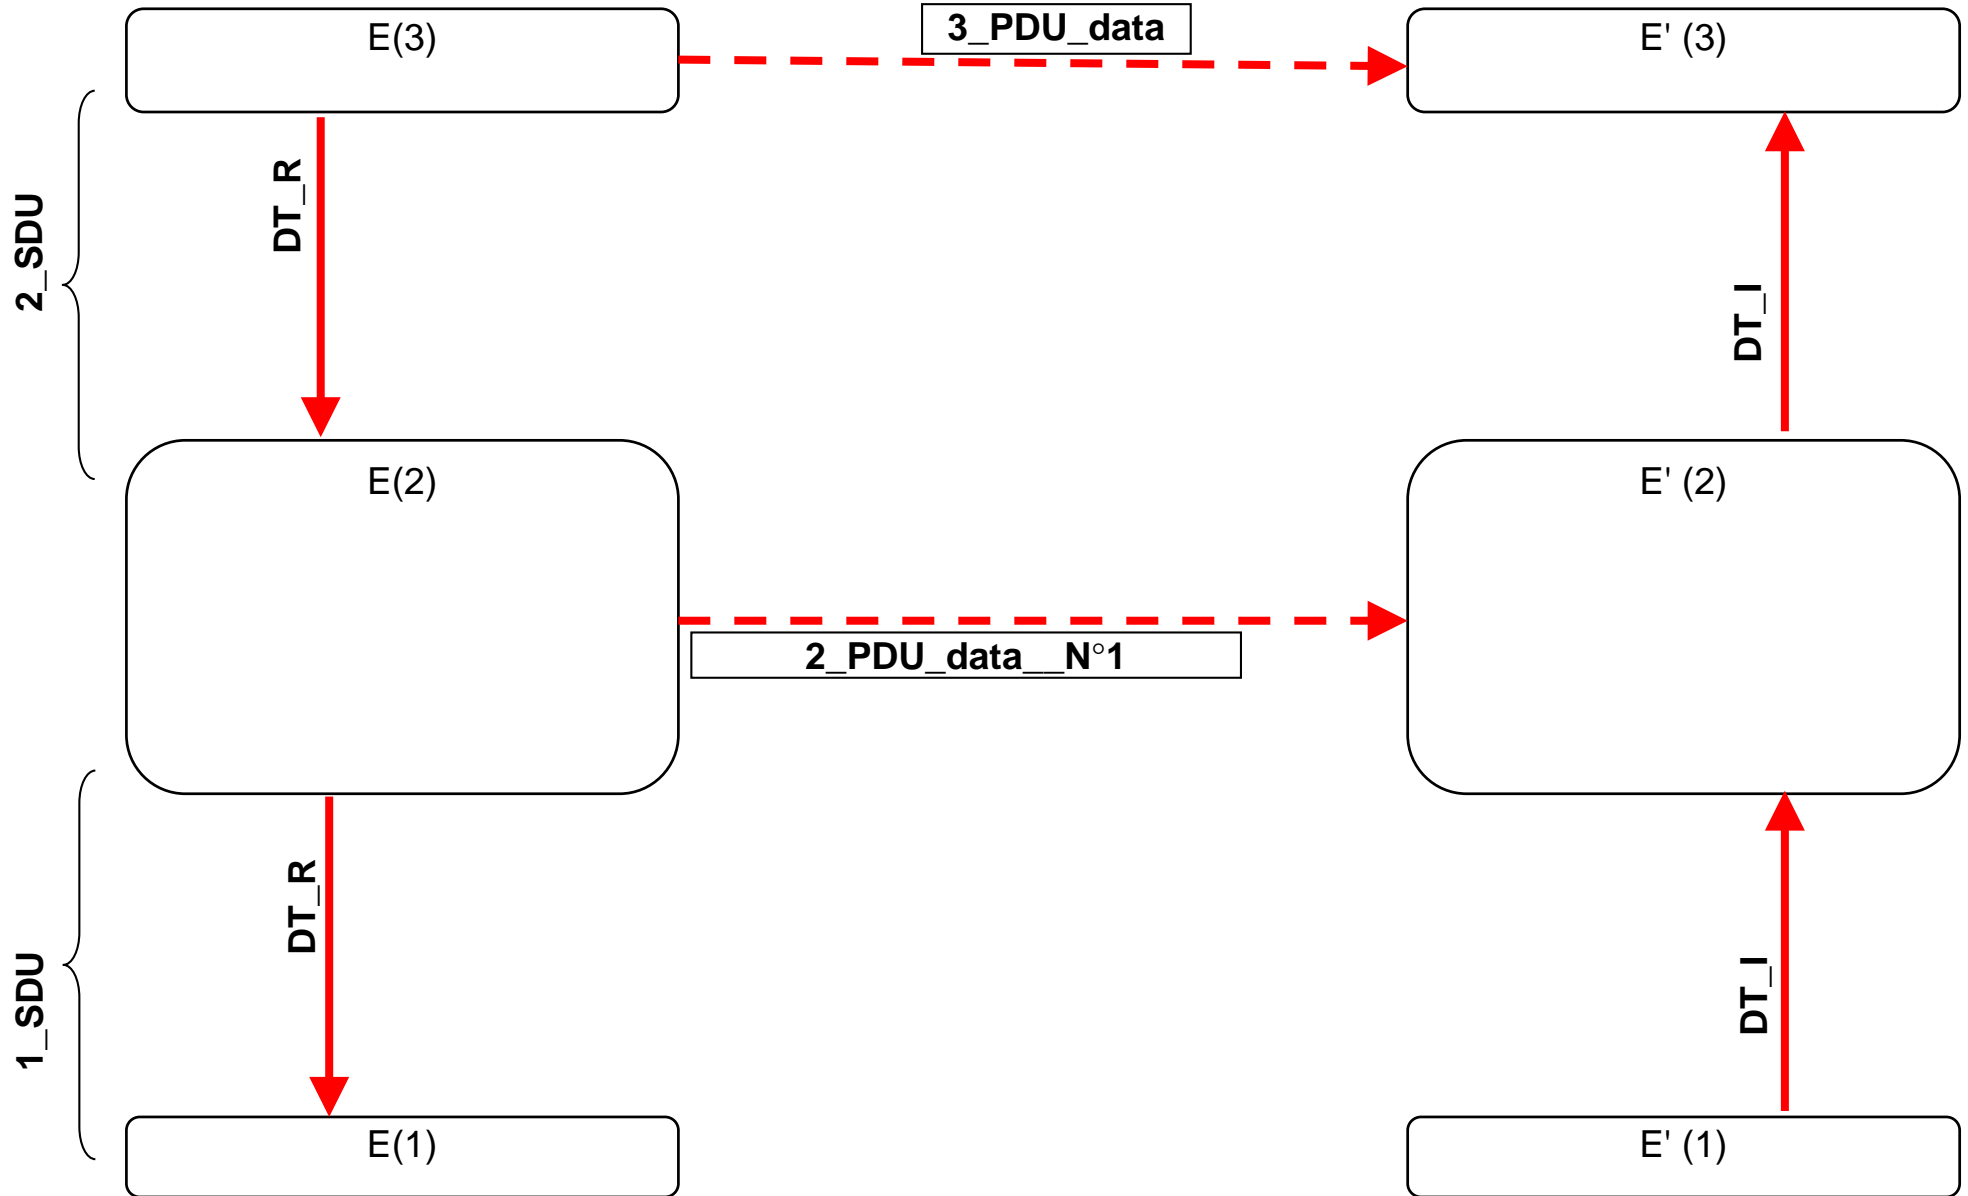 E(3)
3_PDU_data
E' (3)
DT_R
2_SDU
DT_I
E(2)
E' (2)
2_PDU_data__N°1
DT_R
1_SDU
DT_I
E(1)
E' (1)